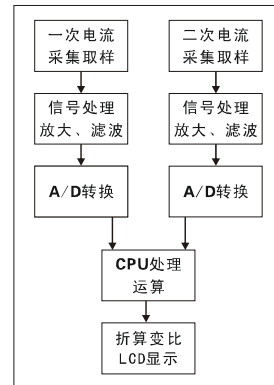 一次电流
采集取样
二次电流
采集取样
信号处理
放大、滤波
信号处理
放大、滤波
A/D转换
A/D转换
CPU处理
运算
折算变比
LCD显示